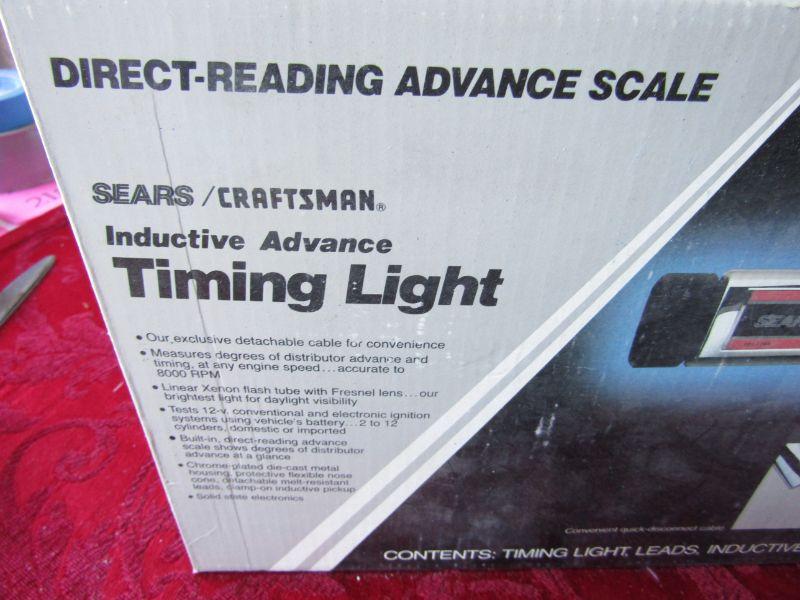 DIRECT-READING ADVANCE SCALE
SEARS / CRAFTSMAN®
Inductive Advance
Timing Light
• Our exclusive detachable cable for convenience
• Measures degrees of distributor advance and
timing, at any engine speed...accurate to
8000 RPM
• Linear Xenon flash tube with Fresnel lens...our
brightest light for daylight visibility
• Tests 12-v. conventional and electronic ignition
systems using vehicle's battery...2 to 12
cylinders, domestic or imported
• Built-in, direct-reading advance
scale shows degrees of distributor
advance at a glance
• Chrome-plated die-cast metal
housing, protective flexible nose
cone, detachable melt-resistant
leads, clamp-on inductive pickup
• Solid state electronics
SEAR
Convenient quick-disconnect cable
CONTENTS: TIMING LIGHT, LEADS, INDUCTIVE